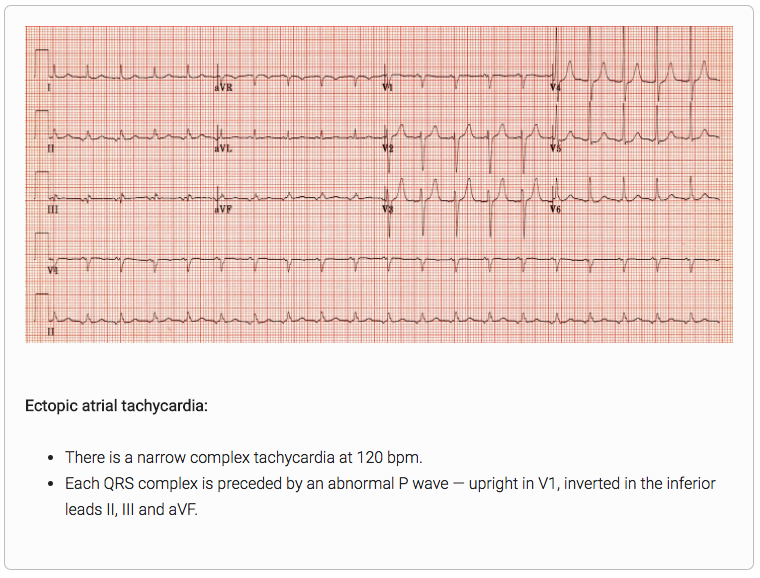 I aVR V1 V4
II aVL V2 V5
III aVF V3 V6
V1
II
Ectopic atrial tachycardia:
• There is a narrow complex tachycardia at 120 bpm.
• Each QRS complex is preceded by an abnormal P wave — upright in V1, inverted in the inferior
leads II, III and aVF.